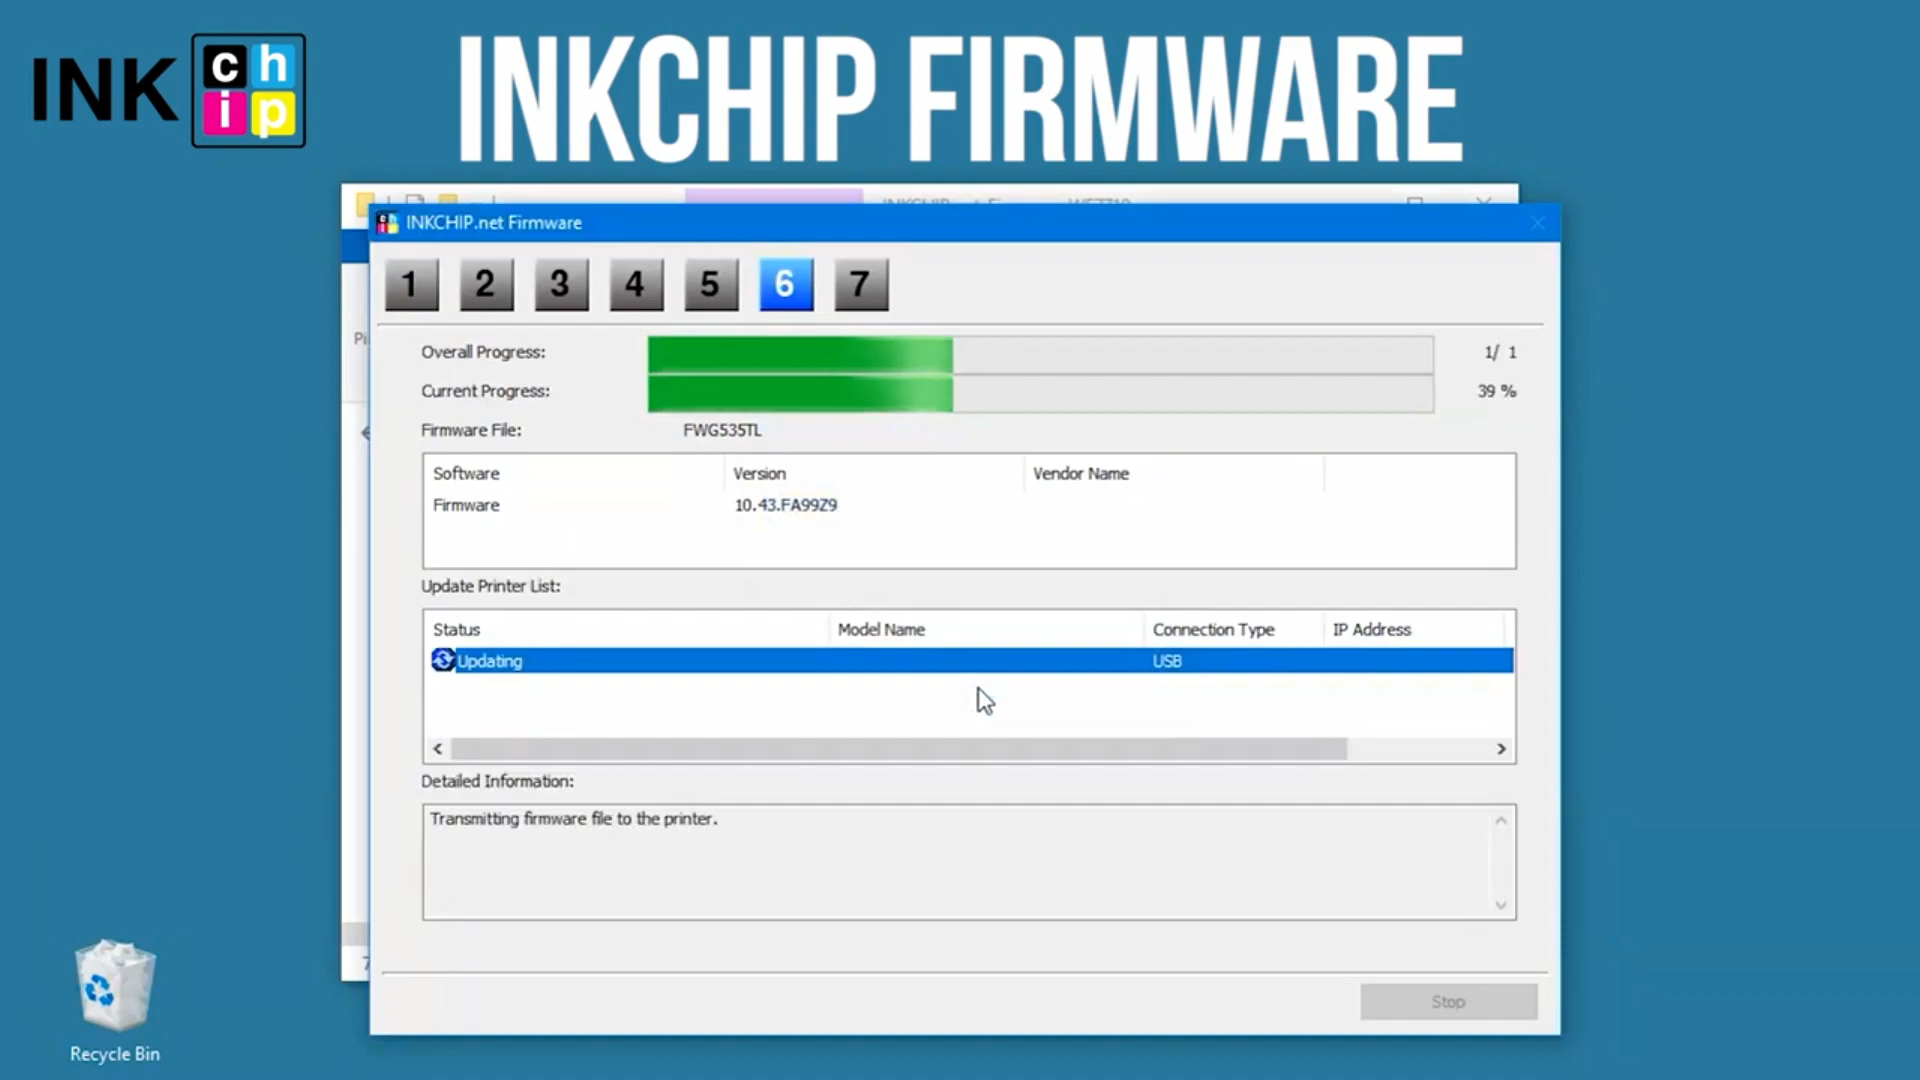 INK chip
INKCHIP FIRMWARE
INKCHIP.net Firmware
1 2 3 4 5 6 7
Overall Progress: 1/ 1
Current Progress: 39 %
Firmware File: FWG535TL
Software Version Vendor Name
Firmware 10.43.FA99Z9
Update Printer List:
Status Model Name Connection Type IP Address
Updating USB
Detailed Information:
Transmitting firmware file to the printer.
Stop
Recycle Bin